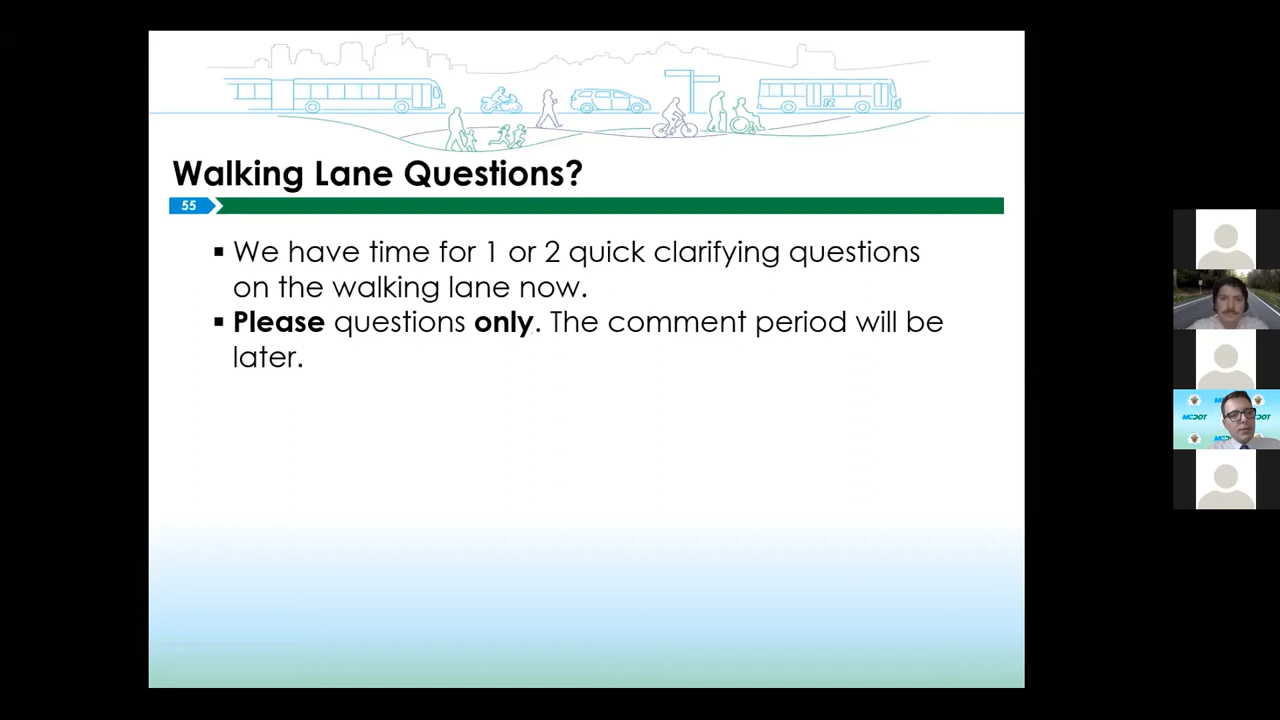 Walking Lane Questions?
55
▪ We have time for 1 or 2 quick clarifying questions
on the walking lane now.
▪ Please questions only. The comment period will be
later.
MCDOT